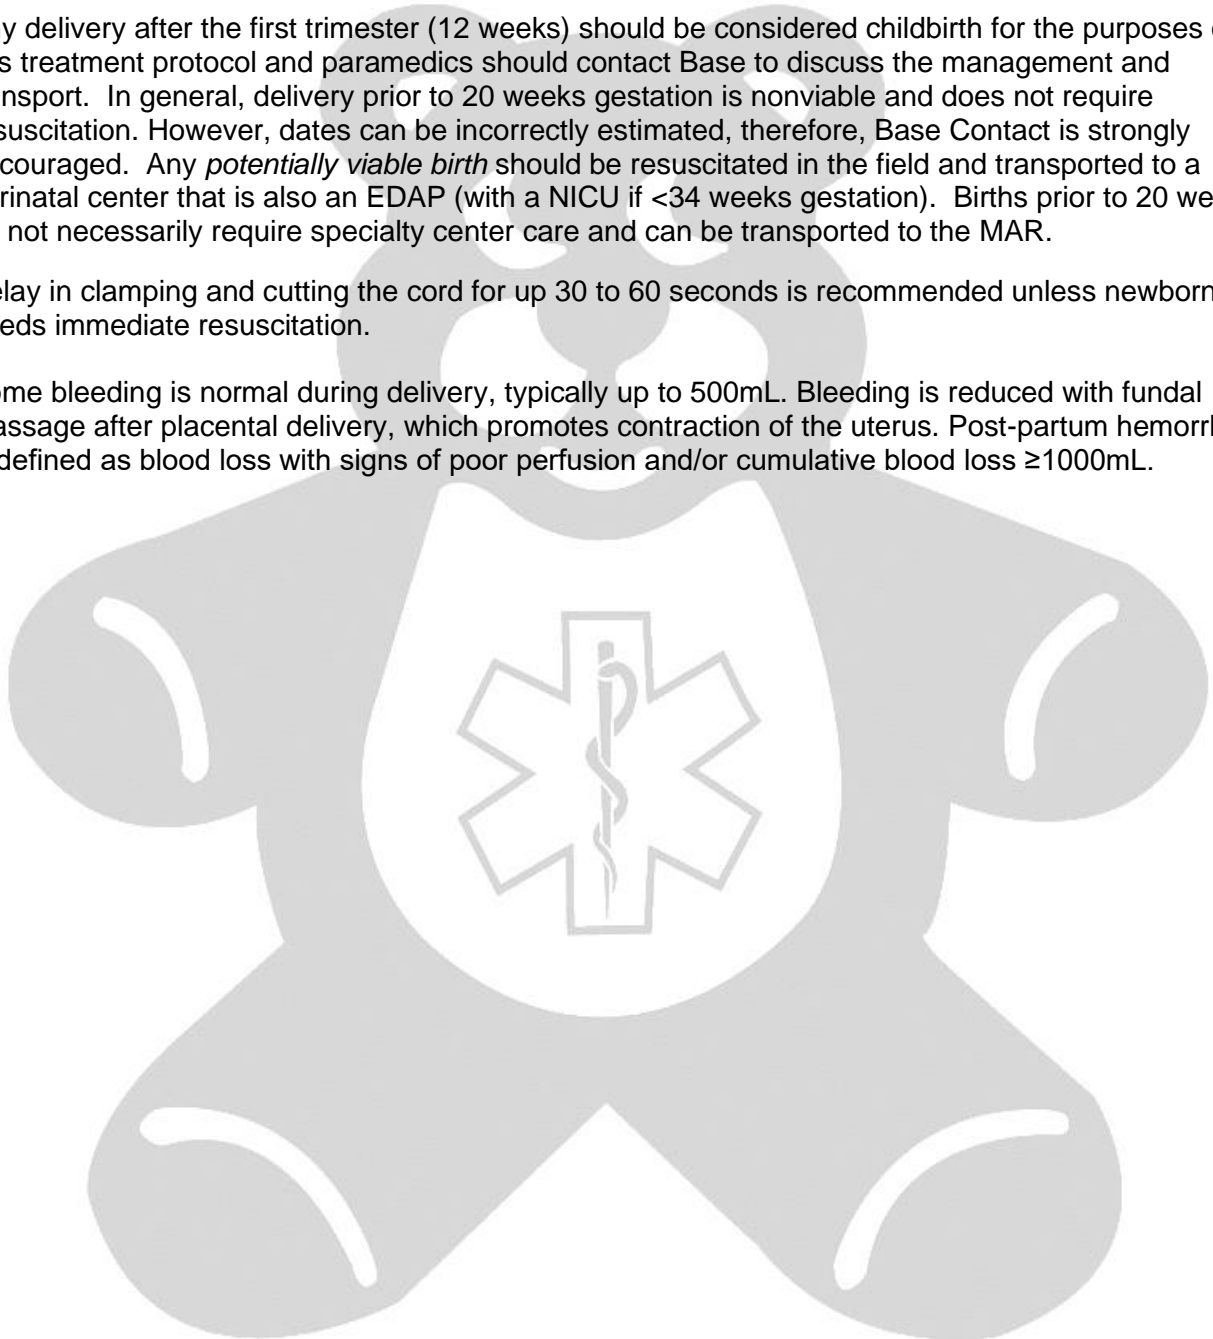 y delivery after the first trimester (12 weeks) should be considered childbirth for the purposes
s treatment protocol and paramedics should contact Base to discuss the management and
nsport.  In general, delivery prior to 20 weeks gestation is nonviable and does not require
suscitation. However, dates can be incorrectly estimated, therefore, Base Contact is strongly
couraged.  Any potentially viable birth should be resuscitated in the field and transported to a
rinatal center that is also an EDAP (with a NICU if <34 weeks gestation).  Births prior to 20 we
not necessarily require specialty center care and can be transported to the MAR.
elay in clamping and cutting the cord for up 30 to 60 seconds is recommended unless newborn
eds immediate resuscitation.
ome bleeding is normal during delivery, typically up to 500mL. Bleeding is reduced with fundal
assage after placental delivery, which promotes contraction of the uterus. Post-partum hemorr
defined as blood loss with signs of poor perfusion and/or cumulative blood loss ≥1000mL.